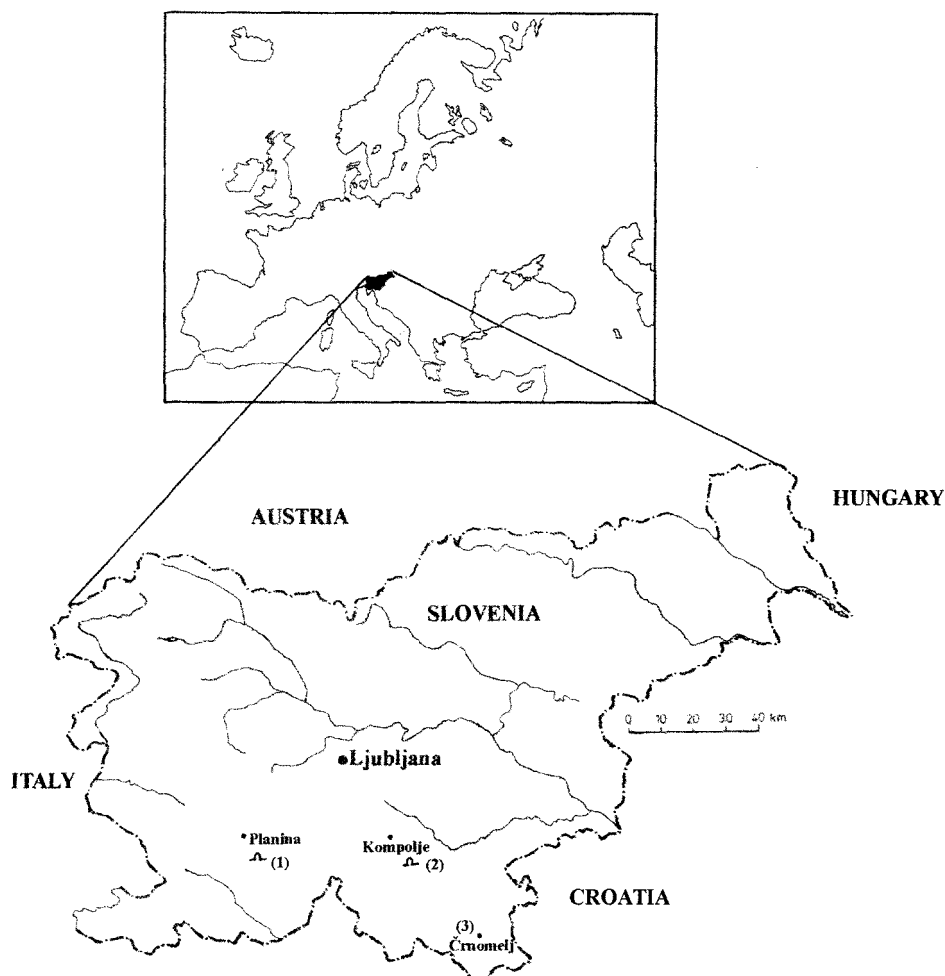 AUSTRIA
HUNGARY
SLOVENIA
0 10 20 30 40 km
Ljubljana
ITALY
Planina
(1)
Kompolje
(2)
CROATIA
(3)
Črnomelj